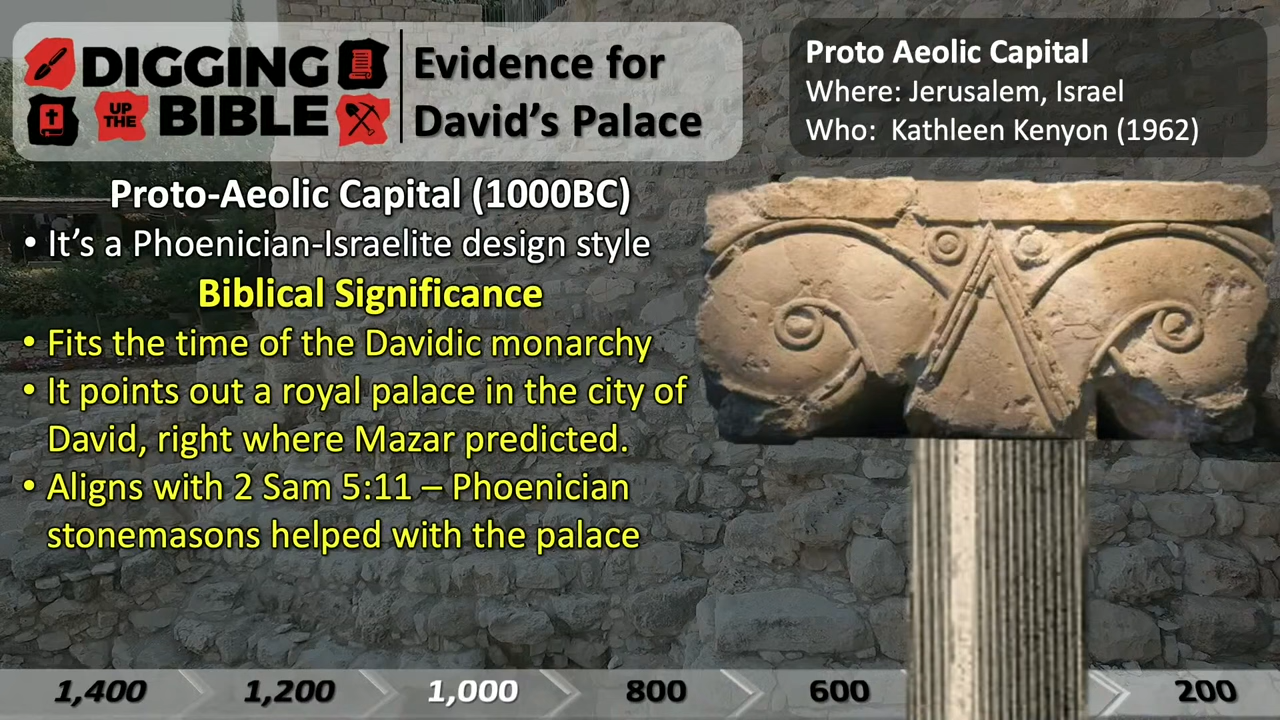 DIGGING
UP THE
BIBLE
Evidence for
David's Palace
Proto Aeolic Capital
Where: Jerusalem, Israel
Who: Kathleen Kenyon (1962)
Proto-Aeolic Capital (1000BC)
• It's a Phoenician-Israelite design style
Biblical Significance
• Fits the time of the Davidic monarchy
• It points out a royal palace in the city of
David, right where Mazar predicted.
• Aligns with 2 Sam 5:11 – Phoenician
stonemasons helped with the palace
1,400 1,200 1,000 800 600 200